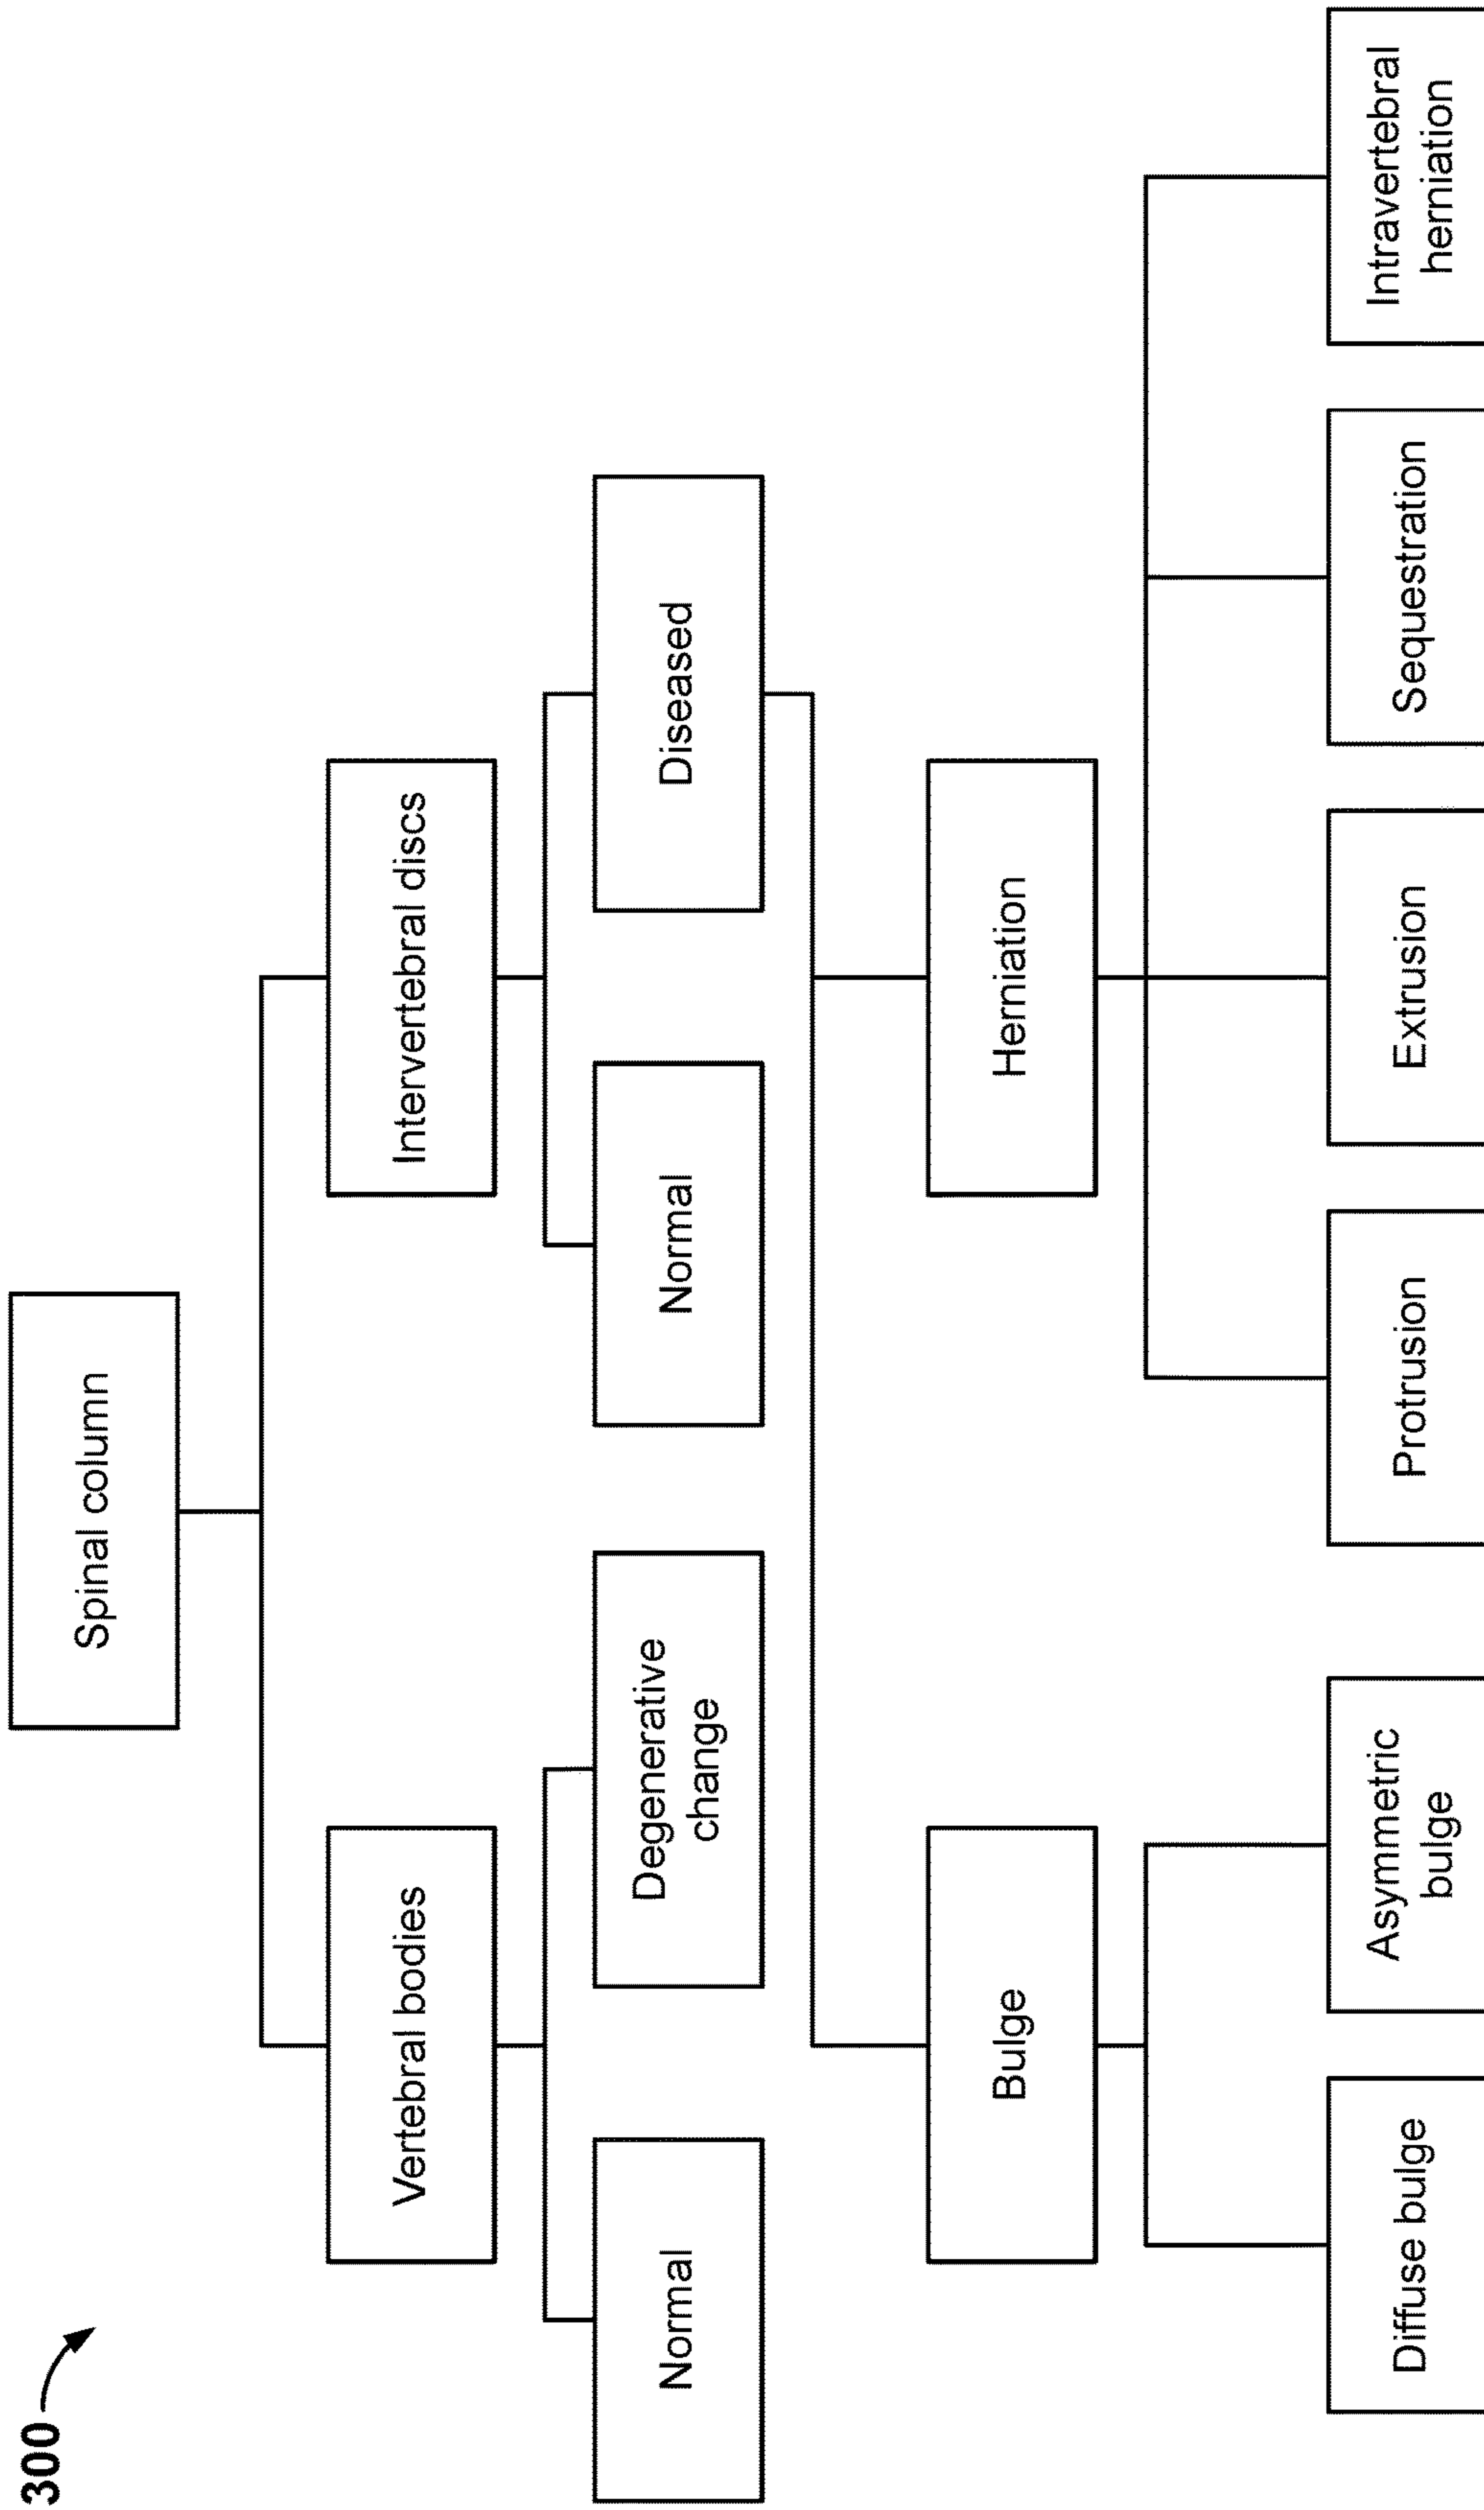 300
Spinal column
Vertebral bodies
Intervertebral discs
Normal
Degenerative
change
Normal
Diseased
Bulge
Herniation
Diffuse bulge
Asymmetric
bulge
Protrusion
Extrusion
Sequestration
Intravertebral
herniation